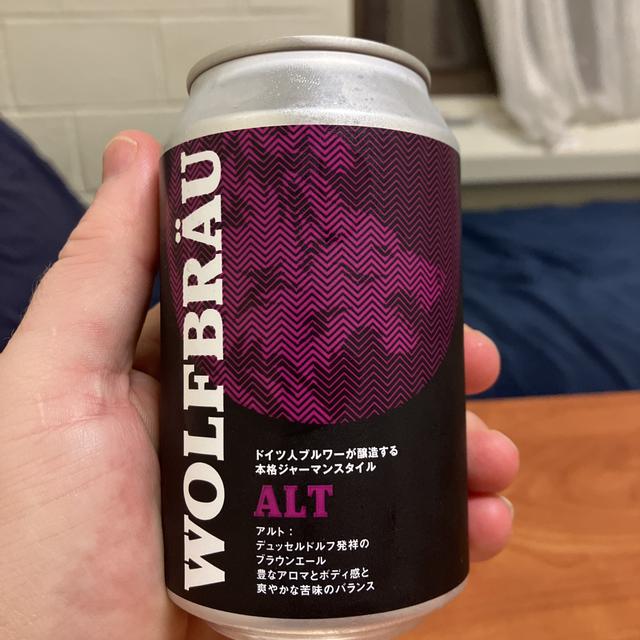 WOLFBRÄU
ドイツ人ブルワーが醸造する
本格ジャーマンスタイル
ALT
アルト:
デュッセルドルフ発祥の
ブラウンエール
豊なアロマとボディ感と
爽やかな苦味のバランス